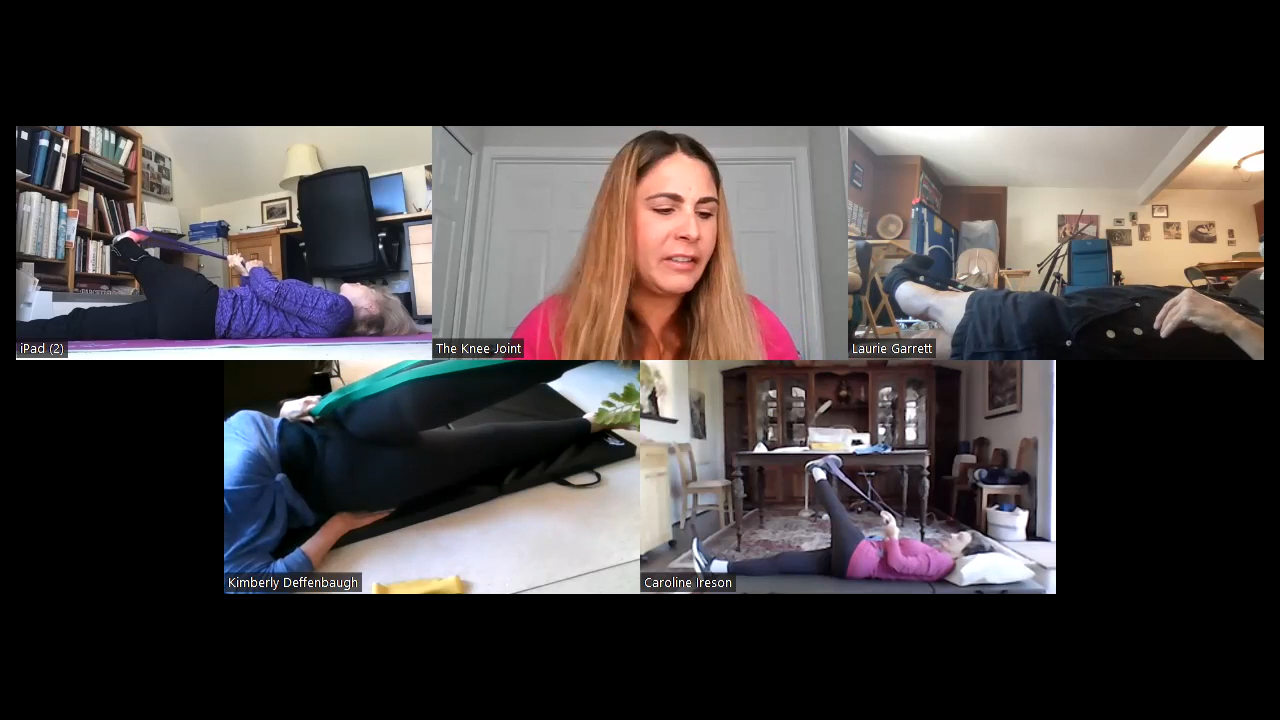 iPad (2)
The Knee Joint
Laurie Garrett
Kimberly Deffenbaugh
Caroline Ireson